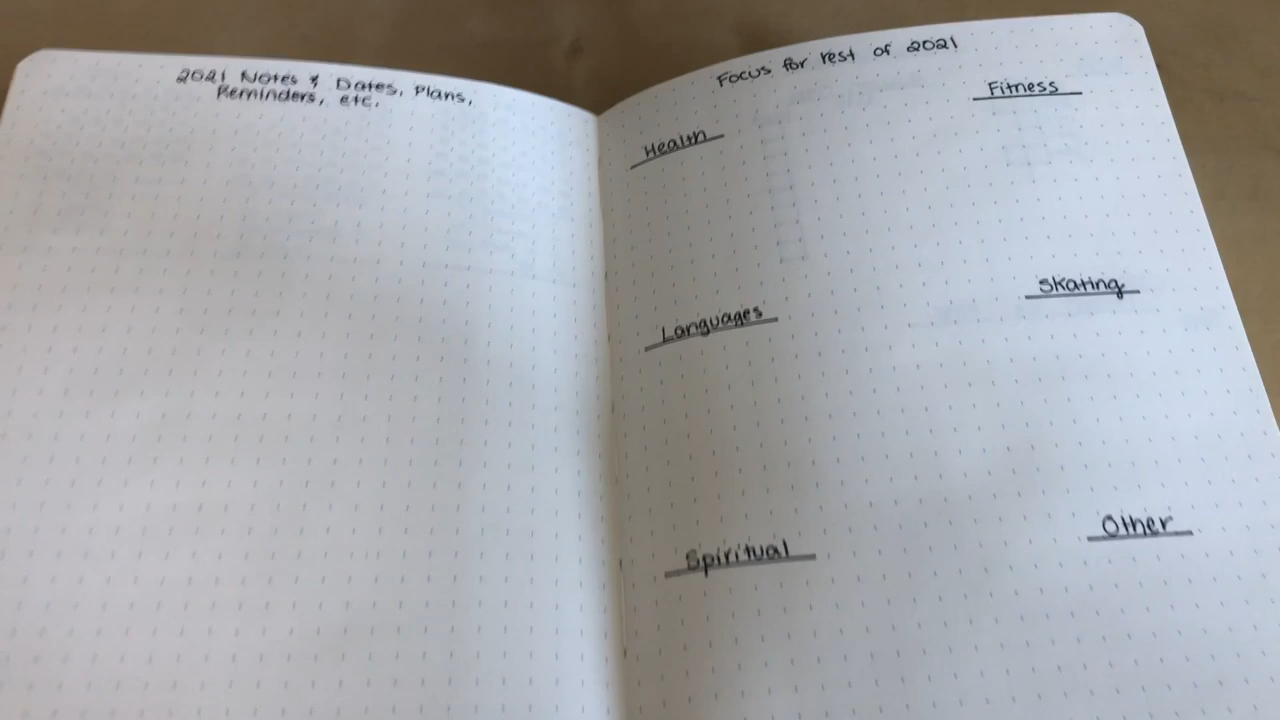 2021 Notes & Dates, Plans,
Reminders, etc.
Focus for rest of 2021
Health
Fitness
Languages
Skating
Spiritual
Other